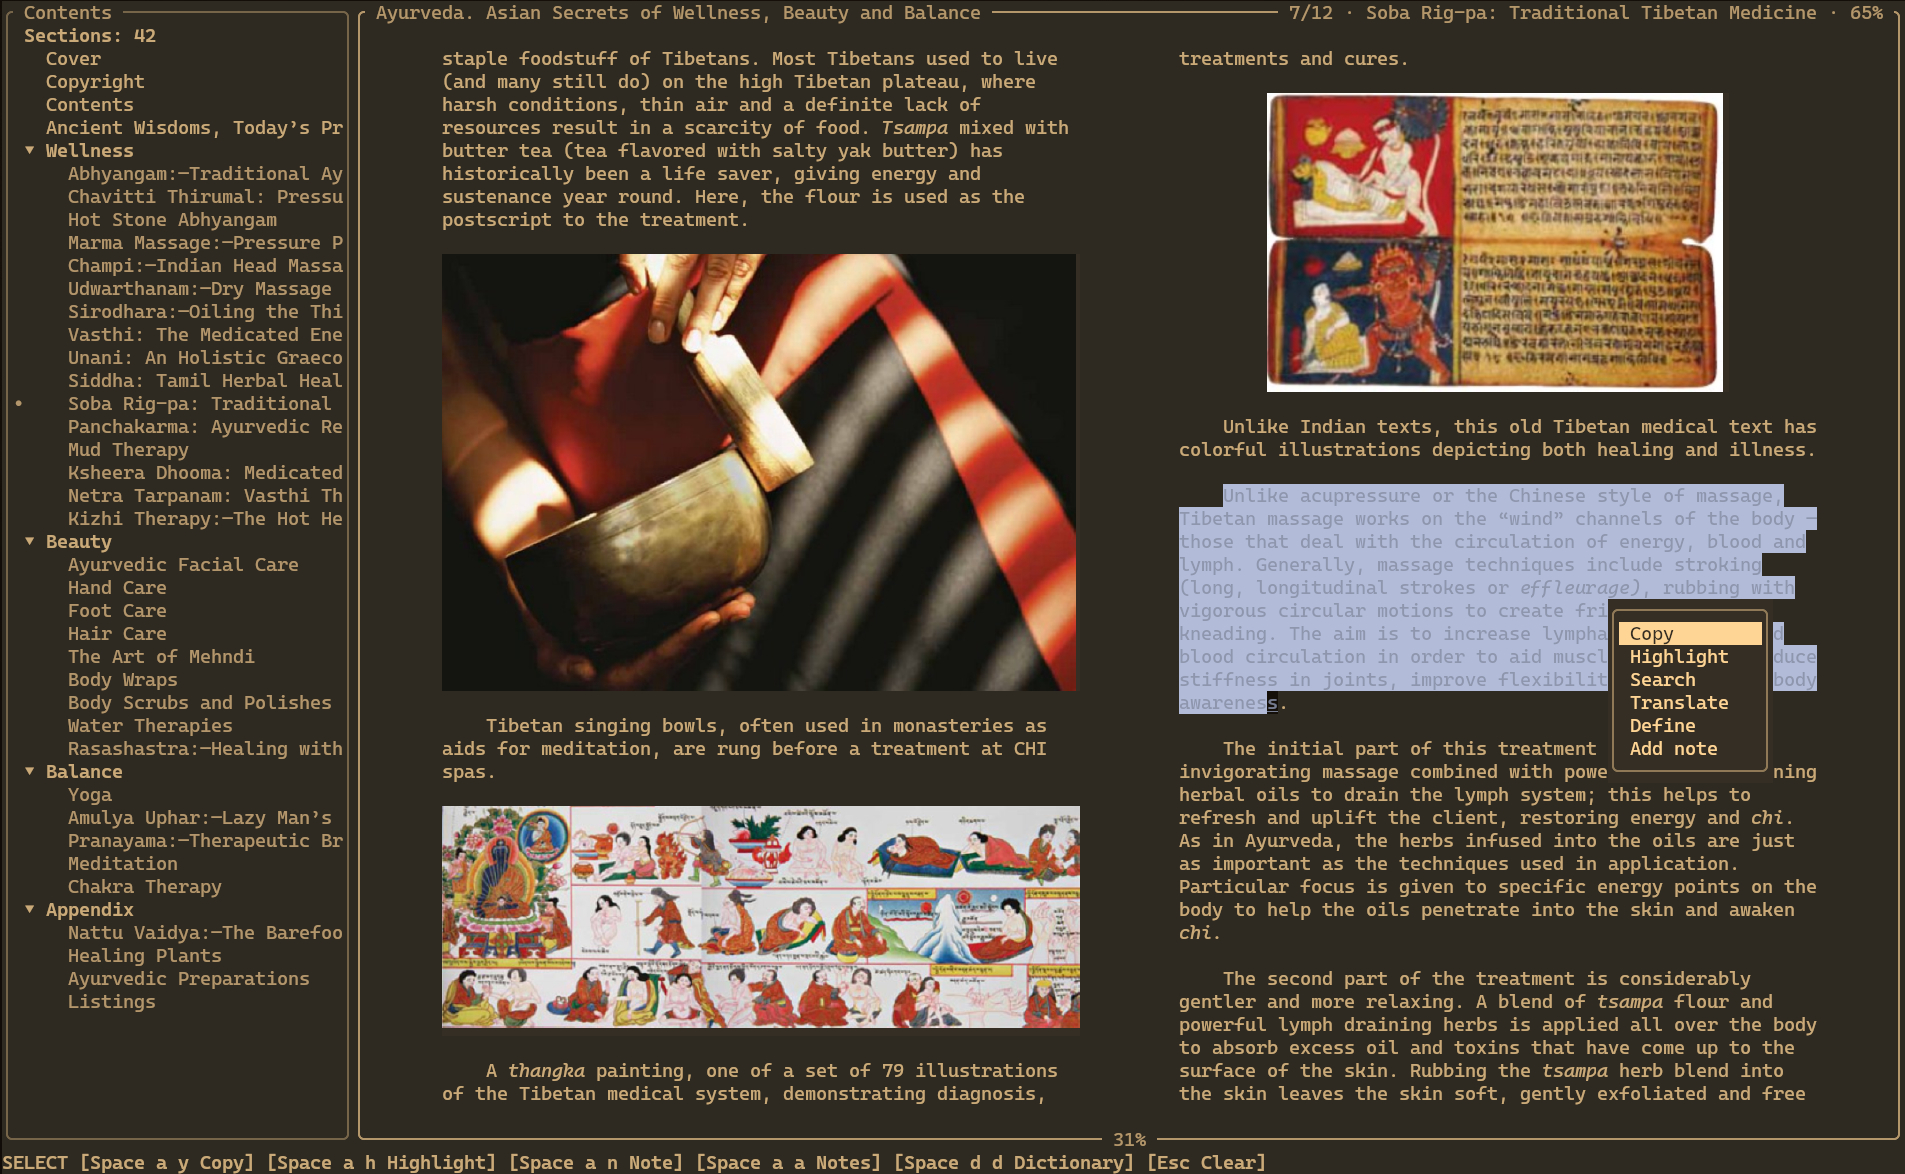 Contents
Sections: 42
Cover
Copyright
Contents
Ancient Wisdoms, Today's Pr
▼ Wellness
Abhyangam:—Traditional Ay
Chavitti Thirumal: Pressu
Hot Stone Abhyangam
Marma Massage:—Pressure P
Champi:—Indian Head Massa
Udwarthanam:—Dry Massage
Sirodhara:—Oiling the Thi
Vasthi: The Medicated Ene
Unani: An Holistic Graeco
Siddha: Tamil Herbal Heal
• Soba Rig-pa: Traditional
Panchakarma: Ayurvedic Re
Mud Therapy
Ksheera Dhooma: Medicated
Netra Tarpanam: Vasthi Th
Kizhi Therapy:—The Hot He
▼ Beauty
Ayurvedic Facial Care
Hand Care
Foot Care
Hair Care
The Art of Mehndi
Body Wraps
Body Scrubs and Polishes
Water Therapies
Rasashastra:—Healing with
▼ Balance
Yoga
Amulya Uphar:—Lazy Man's
Pranayama:—Therapeutic Br
Meditation
Chakra Therapy
▼ Appendix
Nattu Vaidya:—The Barefoo
Healing Plants
Ayurvedic Preparations
Listings
Ayurveda. Asian Secrets of Wellness, Beauty and Balance
7/12 · Soba Rig-pa: Traditional Tibetan Medicine · 65%
staple foodstuff of Tibetans. Most Tibetans used to live
(and many still do) on the high Tibetan plateau, where
harsh conditions, thin air and a definite lack of
resources result in a scarcity of food. Tsampa mixed with
butter tea (tea flavored with salty yak butter) has
historically been a life saver, giving energy and
sustenance year round. Here, the flour is used as the
postscript to the treatment.
Tibetan singing bowls, often used in monasteries as
aids for meditation, are rung before a treatment at CHI
spas.
A thangka painting, one of a set of 79 illustrations
of the Tibetan medical system, demonstrating diagnosis,
treatments and cures.
Unlike Indian texts, this old Tibetan medical text has
colorful illustrations depicting both healing and illness.
Unlike acupressure or the Chinese style of massage,
Tibetan massage works on the “wind” channels of the body —
those that deal with the circulation of energy, blood and
lymph. Generally, massage techniques include stroking
(long, longitudinal strokes or effleurage), rubbing with
vigorous circular motions to create fri
kneading. The aim is to increase lympha d
blood circulation in order to aid muscl duce
stiffness in joints, improve flexibilit body
awareness.
Copy
Highlight
Search
Translate
Define
Add note
The initial part of this treatment
invigorating massage combined with powe ning
herbal oils to drain the lymph system; this helps to
refresh and uplift the client, restoring energy and chi.
As in Ayurveda, the herbs infused into the oils are just
as important as the techniques used in application.
Particular focus is given to specific energy points on the
body to help the oils penetrate into the skin and awaken
chi.
The second part of the treatment is considerably
gentler and more relaxing. A blend of tsampa flour and
powerful lymph draining herbs is applied all over the body
to absorb excess oil and toxins that have come up to the
surface of the skin. Rubbing the tsampa herb blend into
the skin leaves the skin soft, gently exfoliated and free
31%
SELECT [Space a y Copy] [Space a h Highlight] [Space a n Note] [Space a a Notes] [Space d d Dictionary] [Esc Clear]